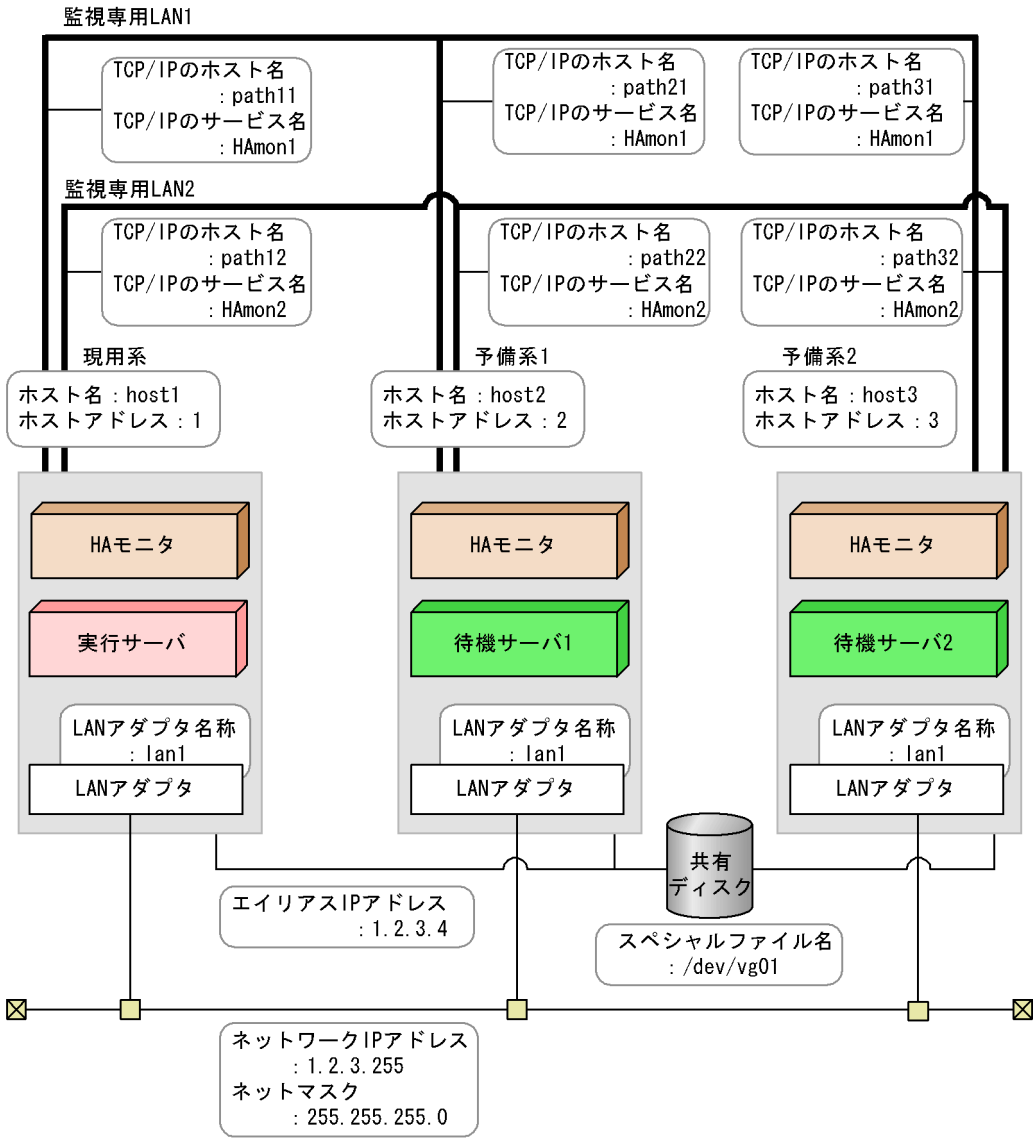 監視専用LAN1
TCP/IPのホスト名
：path11
TCP/IPのサービス名
：HAmon1
TCP/IPのホスト名
：path21
TCP/IPのサービス名
：HAmon1
TCP/IPのホスト名
：path31
TCP/IPのサービス名
：HAmon1
監視専用LAN2
TCP/IPのホスト名
：path12
TCP/IPのサービス名
：HAmon2
TCP/IPのホスト名
：path22
TCP/IPのサービス名
：HAmon2
TCP/IPのホスト名
：path32
TCP/IPのサービス名
：HAmon2
現用系
ホスト名：host1
ホストアドレス：1
予備系1
ホスト名：host2
ホストアドレス：2
予備系2
ホスト名：host3
ホストアドレス：3
HAモニタ
HAモニタ
HAモニタ
実行サーバ
待機サーバ1
待機サーバ2
LANアダプタ名称
：lan1
LANアダプタ
LANアダプタ名称
：lan1
LANアダプタ
LANアダプタ名称
：lan1
LANアダプタ
共有
ディスク
エイリアスIPアドレス
：1.2.3.4
スペシャルファイル名
：/dev/vg01
ネットワークIPアドレス
：1.2.3.255
ネットマスク
：255.255.255.0